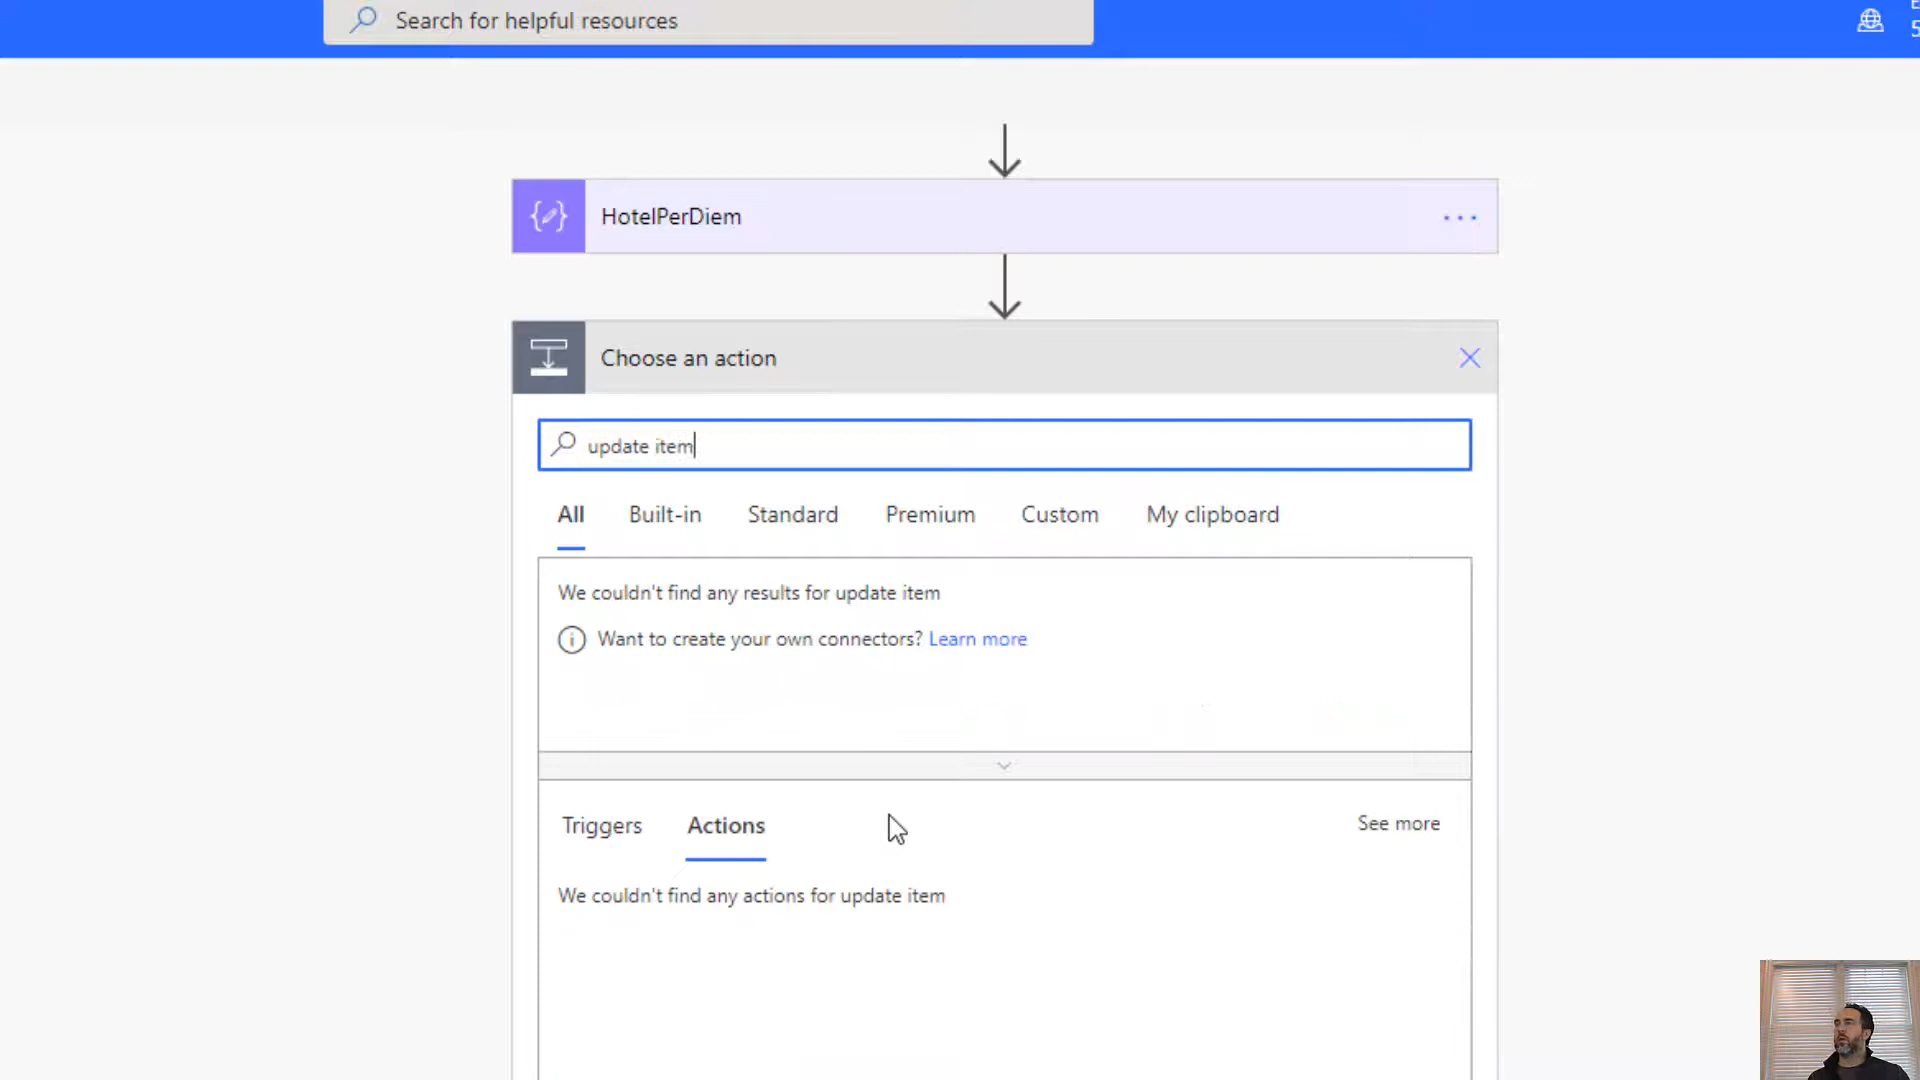 Search for helpful resources
HotelPerDiem
Choose an action
update item
All Built-in Standard Premium Custom My clipboard
We couldn't find any results for update item
Want to create your own connectors? Learn more
Triggers Actions See more
We couldn't find any actions for update item